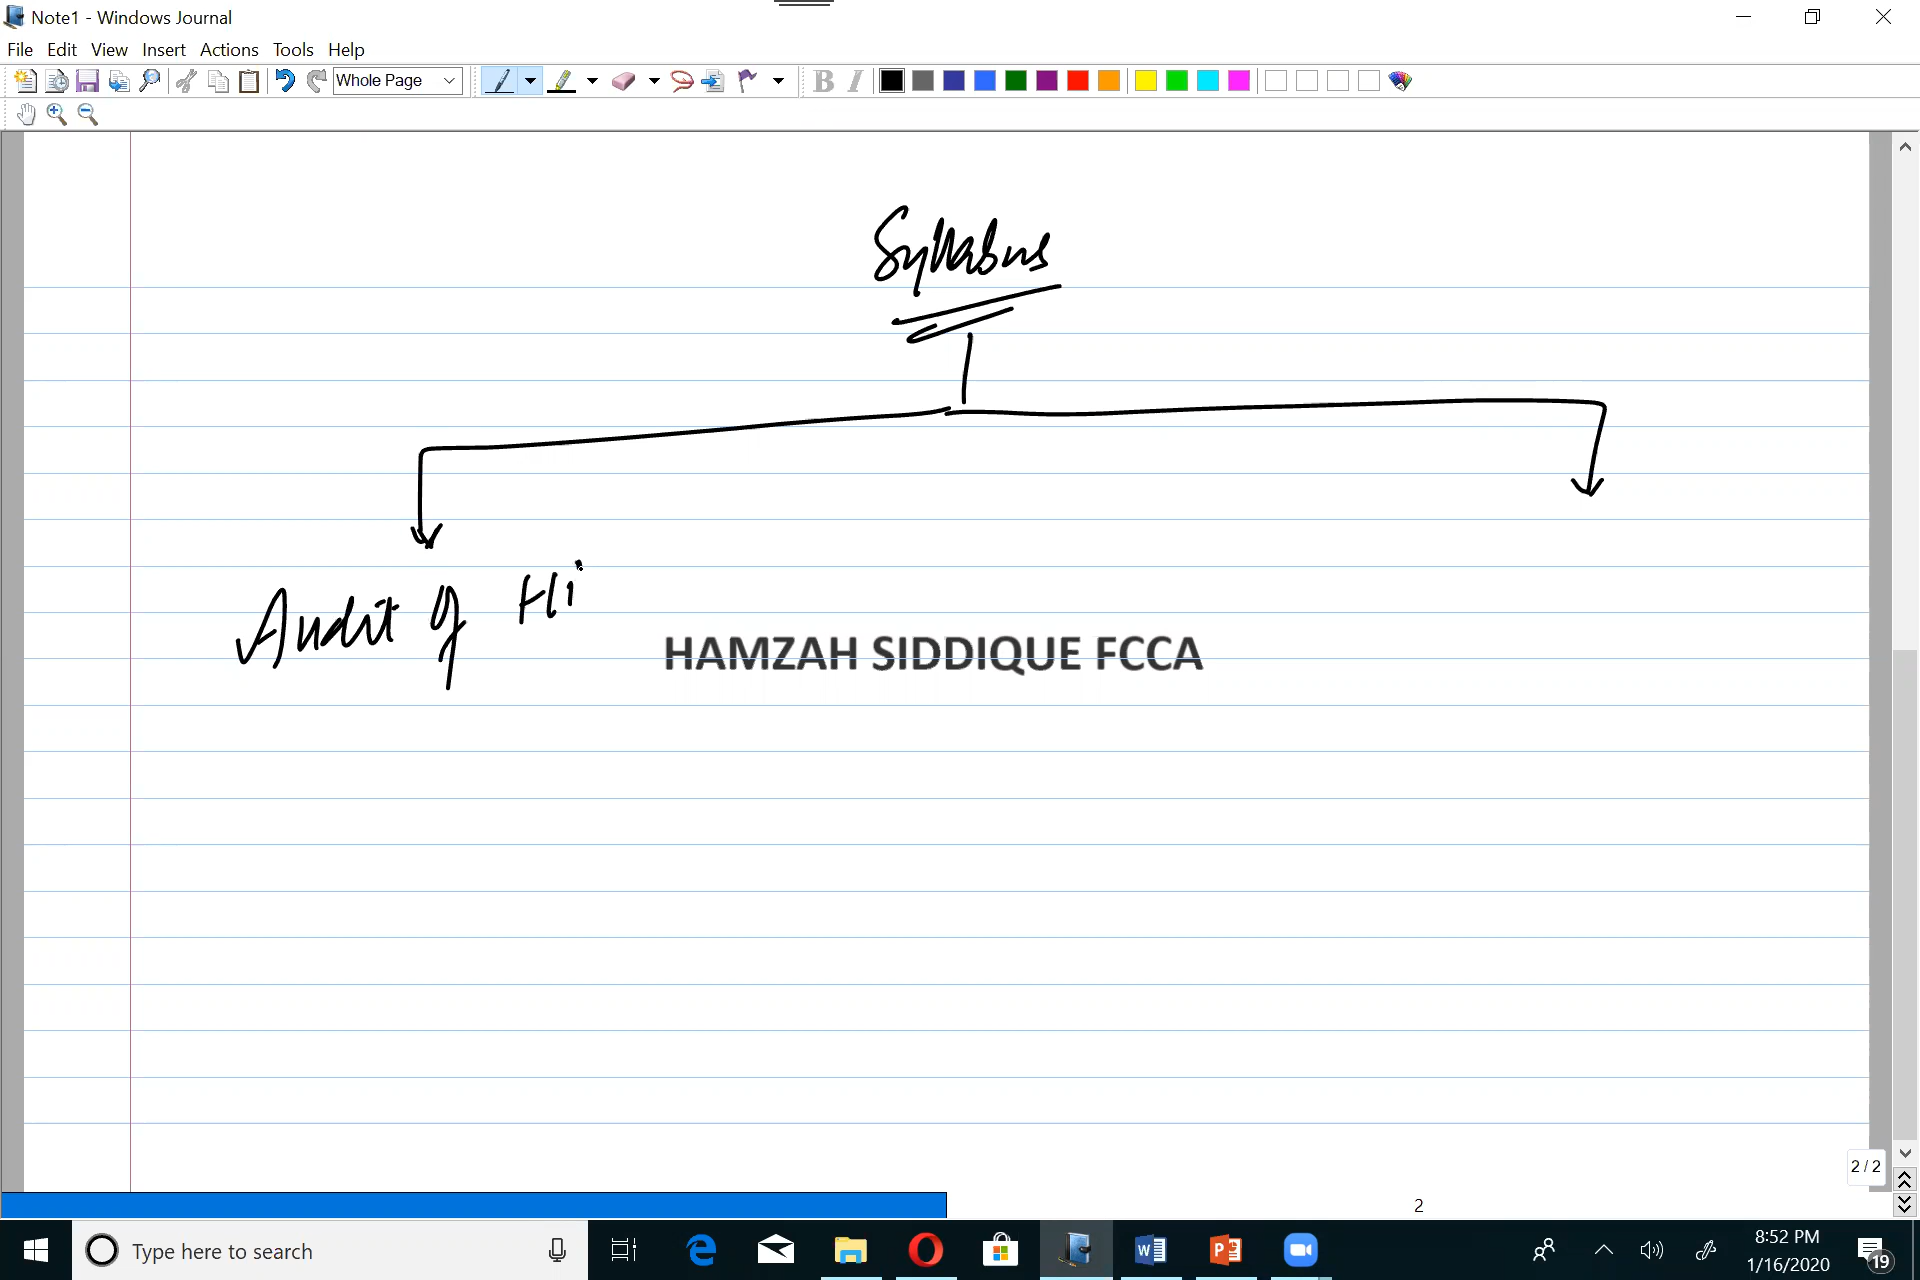 Note1 - Windows Journal
File Edit View Insert Actions Tools Help
Whole Page
B I
Syllabus
Audit of Hi
HAMZAH SIDDIQUE FCCA
2 / 2
2
Type here to search
8:52 PM
1/16/2020
19